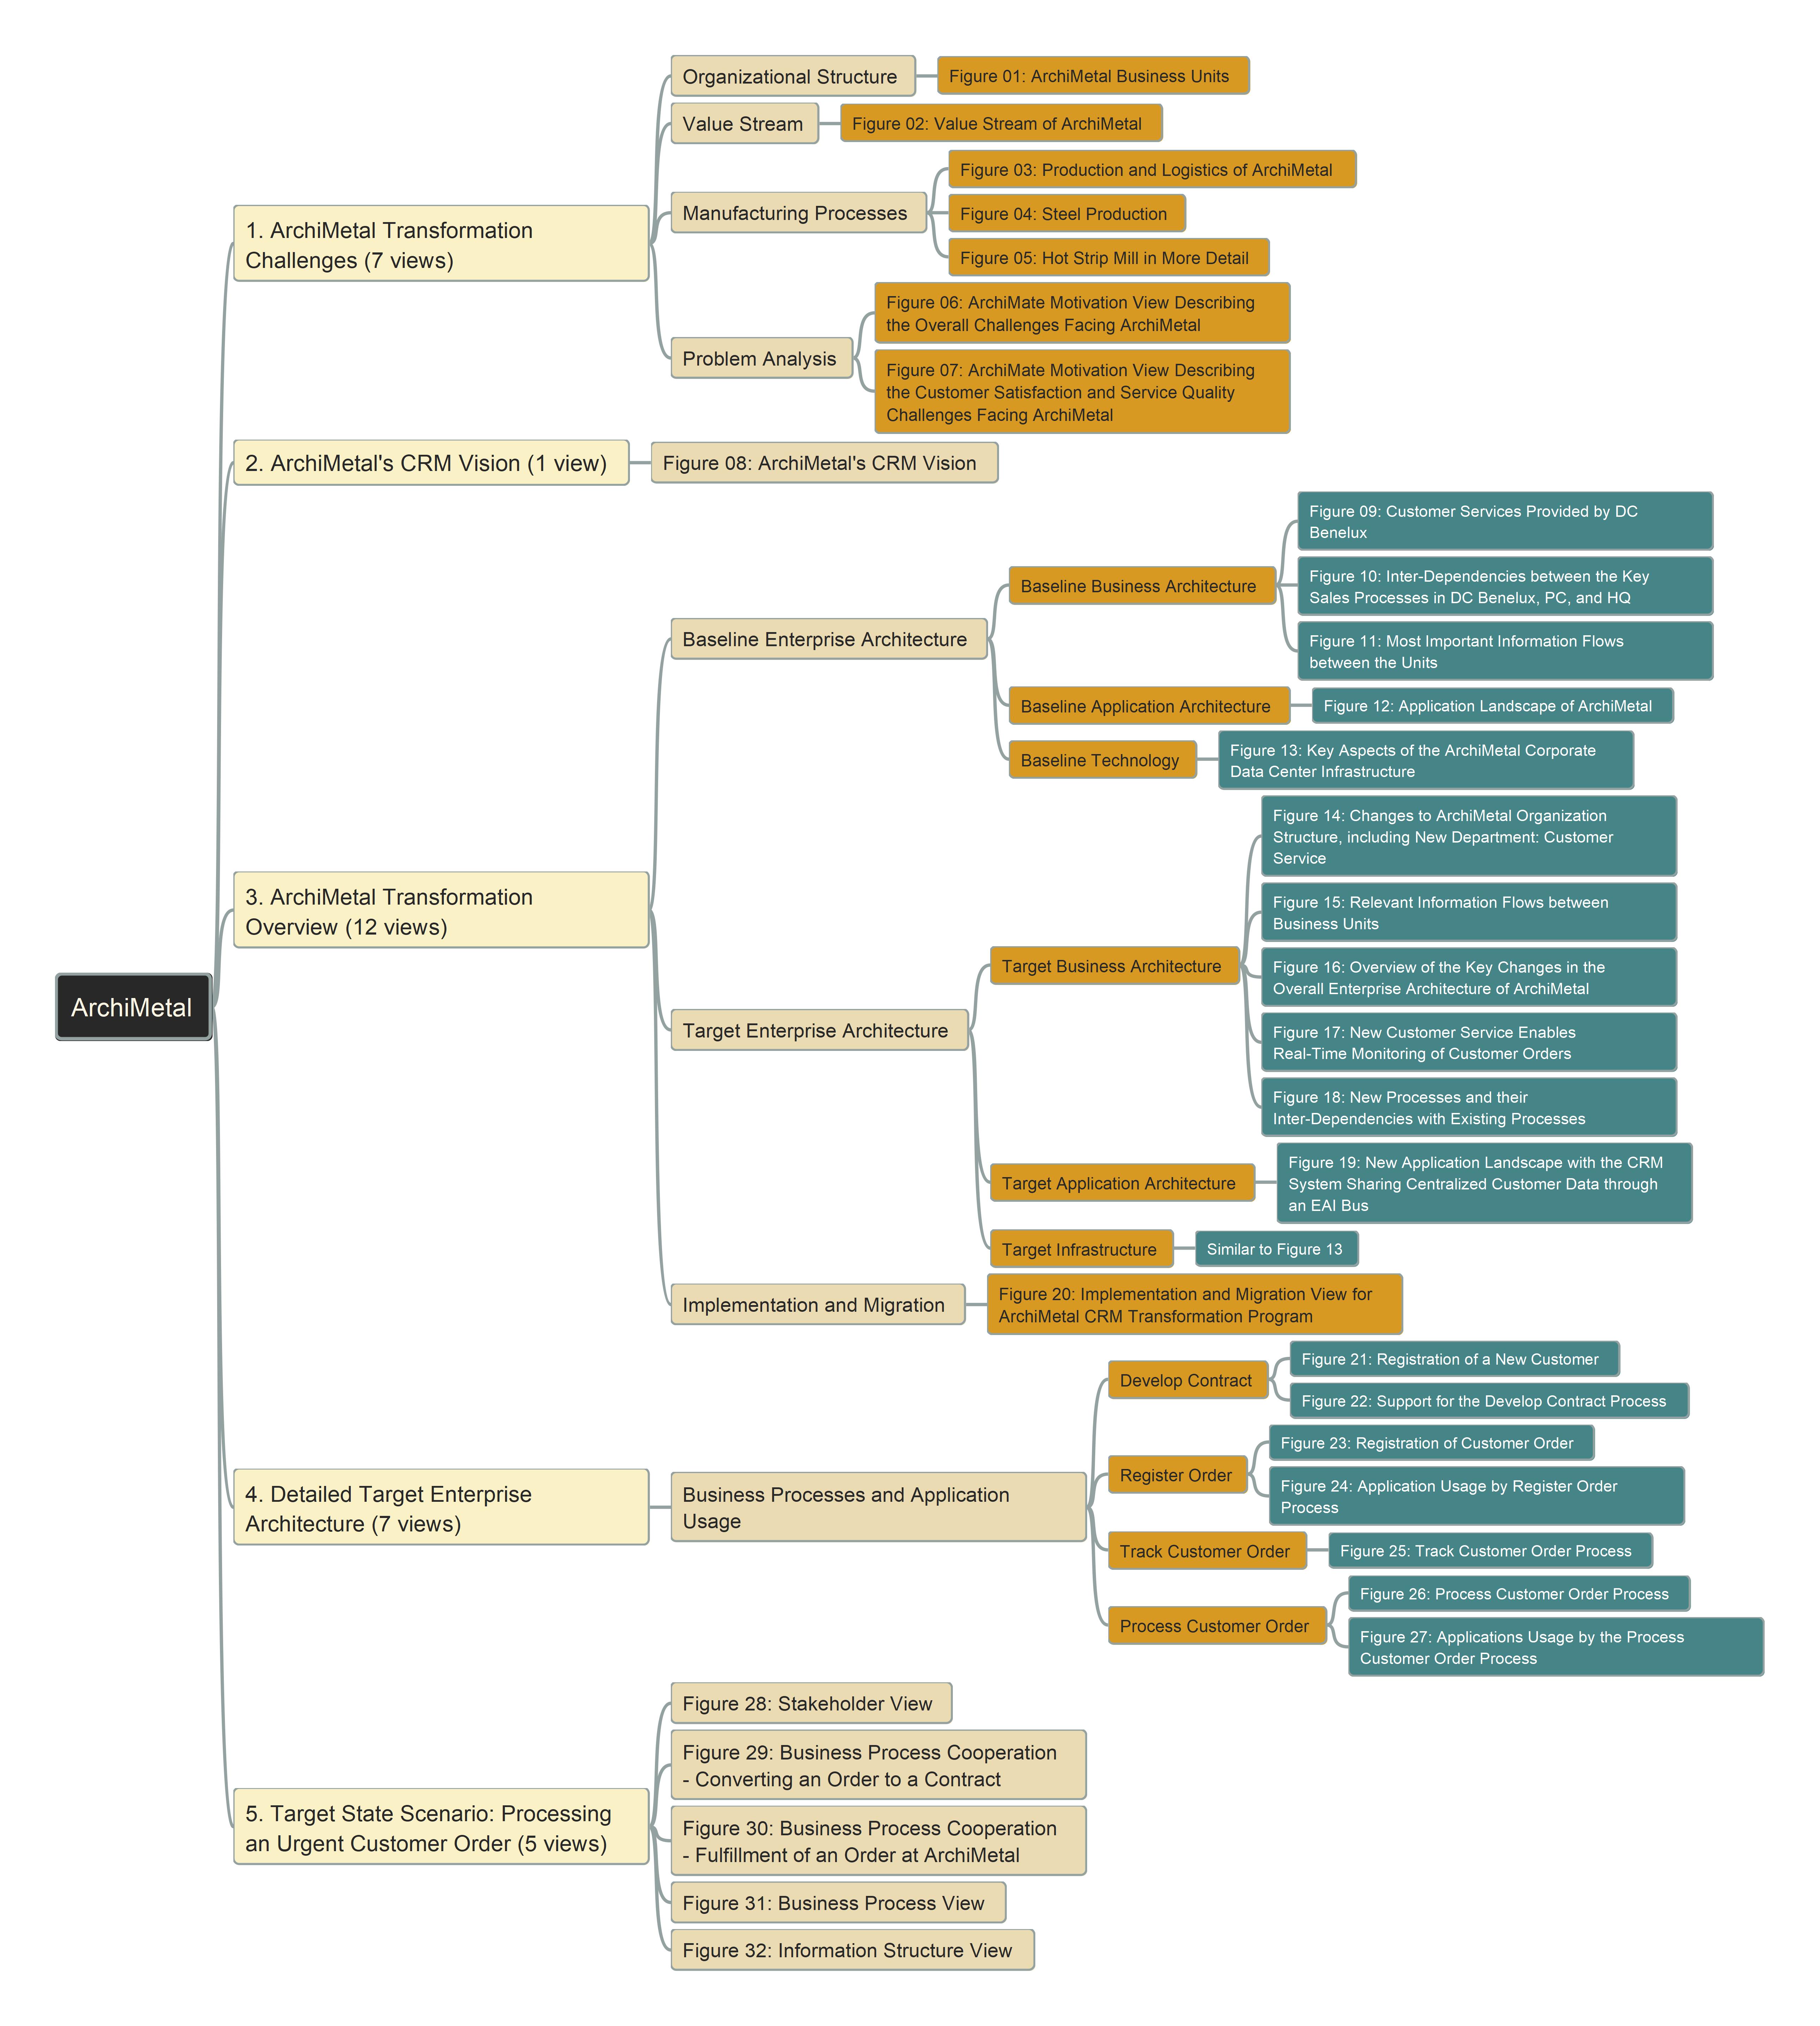 ArchiMetal
1. ArchiMetal Transformation
Challenges (7 views)
Organizational Structure
Figure 01: ArchiMetal Business Units
Value Stream
Figure 02: Value Stream of ArchiMetal
Manufacturing Processes
Figure 03: Production and Logistics of ArchiMetal
Figure 04: Steel Production
Figure 05: Hot Strip Mill in More Detail
Problem Analysis
Figure 06: ArchiMate Motivation View Describing
the Overall Challenges Facing ArchiMetal
Figure 07: ArchiMate Motivation View Describing
the Customer Satisfaction and Service Quality
Challenges Facing ArchiMetal
2. ArchiMetal's CRM Vision (1 view)
Figure 08: ArchiMetal's CRM Vision
3. ArchiMetal Transformation
Overview (12 views)
Baseline Enterprise Architecture
Baseline Business Architecture
Figure 09: Customer Services Provided by DC
Benelux
Figure 10: Inter-Dependencies between the Key
Sales Processes in DC Benelux, PC, and HQ
Figure 11: Most Important Information Flows
between the Units
Baseline Application Architecture
Figure 12: Application Landscape of ArchiMetal
Baseline Technology
Figure 13: Key Aspects of the ArchiMetal Corporate
Data Center Infrastructure
Target Enterprise Architecture
Target Business Architecture
Figure 14: Changes to ArchiMetal Organization
Structure, including New Department: Customer
Service
Figure 15: Relevant Information Flows between
Business Units
Figure 16: Overview of the Key Changes in the
Overall Enterprise Architecture of ArchiMetal
Figure 17: New Customer Service Enables
Real-Time Monitoring of Customer Orders
Figure 18: New Processes and their
Inter-Dependencies with Existing Processes
Target Application Architecture
Figure 19: New Application Landscape with the CRM
System Sharing Centralized Customer Data through
an EAI Bus
Target Infrastructure
Similar to Figure 13
Implementation and Migration
Figure 20: Implementation and Migration View for
ArchiMetal CRM Transformation Program
4. Detailed Target Enterprise
Architecture (7 views)
Business Processes and Application
Usage
Develop Contract
Figure 21: Registration of a New Customer
Figure 22: Support for the Develop Contract Process
Register Order
Figure 23: Registration of Customer Order
Figure 24: Application Usage by Register Order
Process
Track Customer Order
Figure 25: Track Customer Order Process
Process Customer Order
Figure 26: Process Customer Order Process
Figure 27: Applications Usage by the Process
Customer Order Process
5. Target State Scenario: Processing
an Urgent Customer Order (5 views)
Figure 28: Stakeholder View
Figure 29: Business Process Cooperation
- Converting an Order to a Contract
Figure 30: Business Process Cooperation
- Fulfillment of an Order at ArchiMetal
Figure 31: Business Process View
Figure 32: Information Structure View